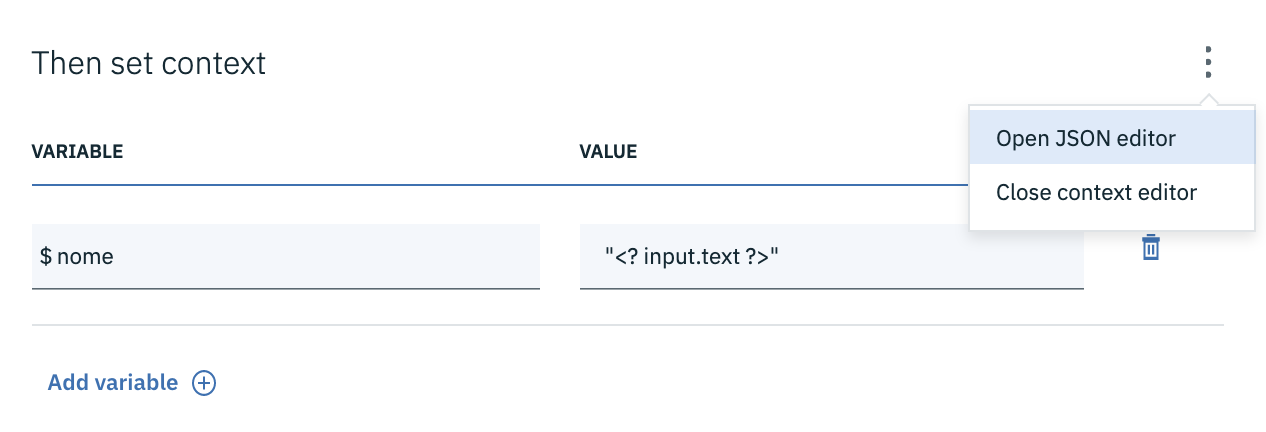 Then set context
Open JSON editor
Close context editor
VARIABLE VALUE
$ nome "<? input.text ?>"
Add variable